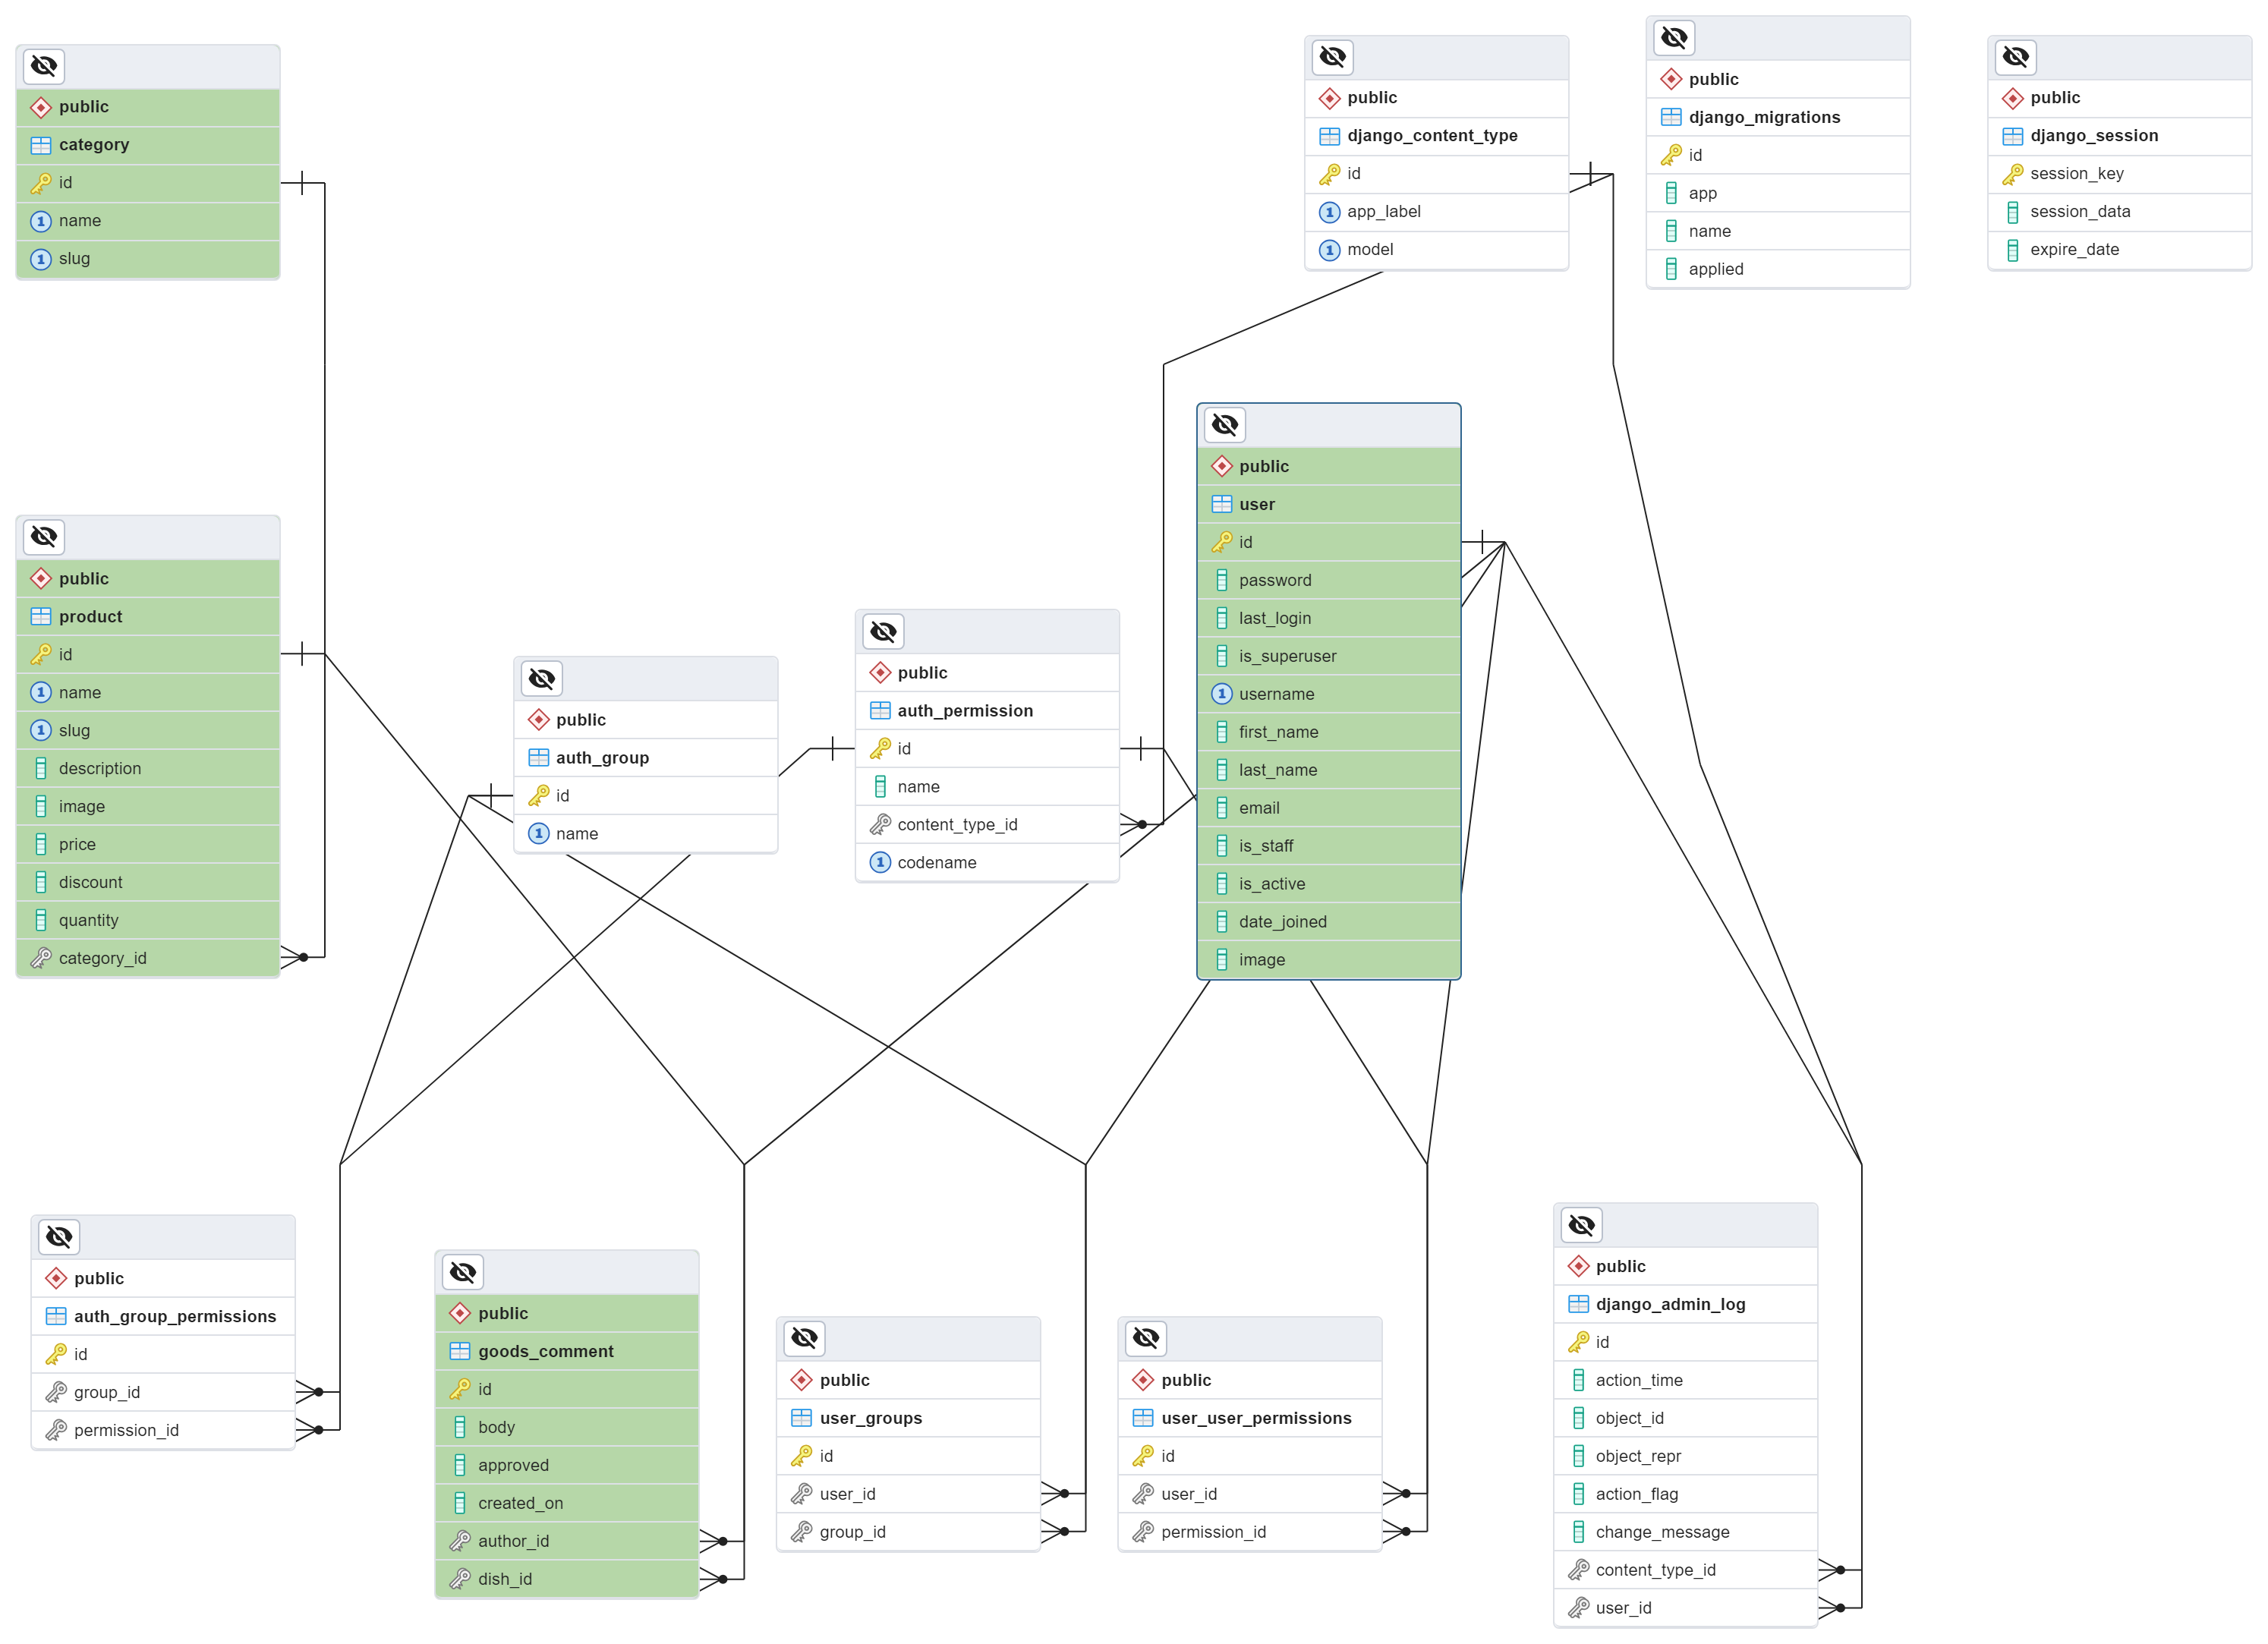 public
category
id
name
slug
public
django_content_type
id
app_label
model
public
django_migrations
id
app
name
applied
public
django_session
session_key
session_data
expire_date
public
product
id
name
slug
description
image
price
discount
quantity
category_id
public
auth_group
id
name
public
auth_permission
id
name
content_type_id
codename
public
user
id
password
last_login
is_superuser
username
first_name
last_name
email
is_staff
is_active
date_joined
image
public
auth_group_permissions
id
group_id
permission_id
public
goods_comment
id
body
approved
created_on
author_id
dish_id
public
user_groups
id
user_id
group_id
public
user_user_permissions
id
user_id
permission_id
public
django_admin_log
id
action_time
object_id
object_repr
action_flag
change_message
content_type_id
user_id